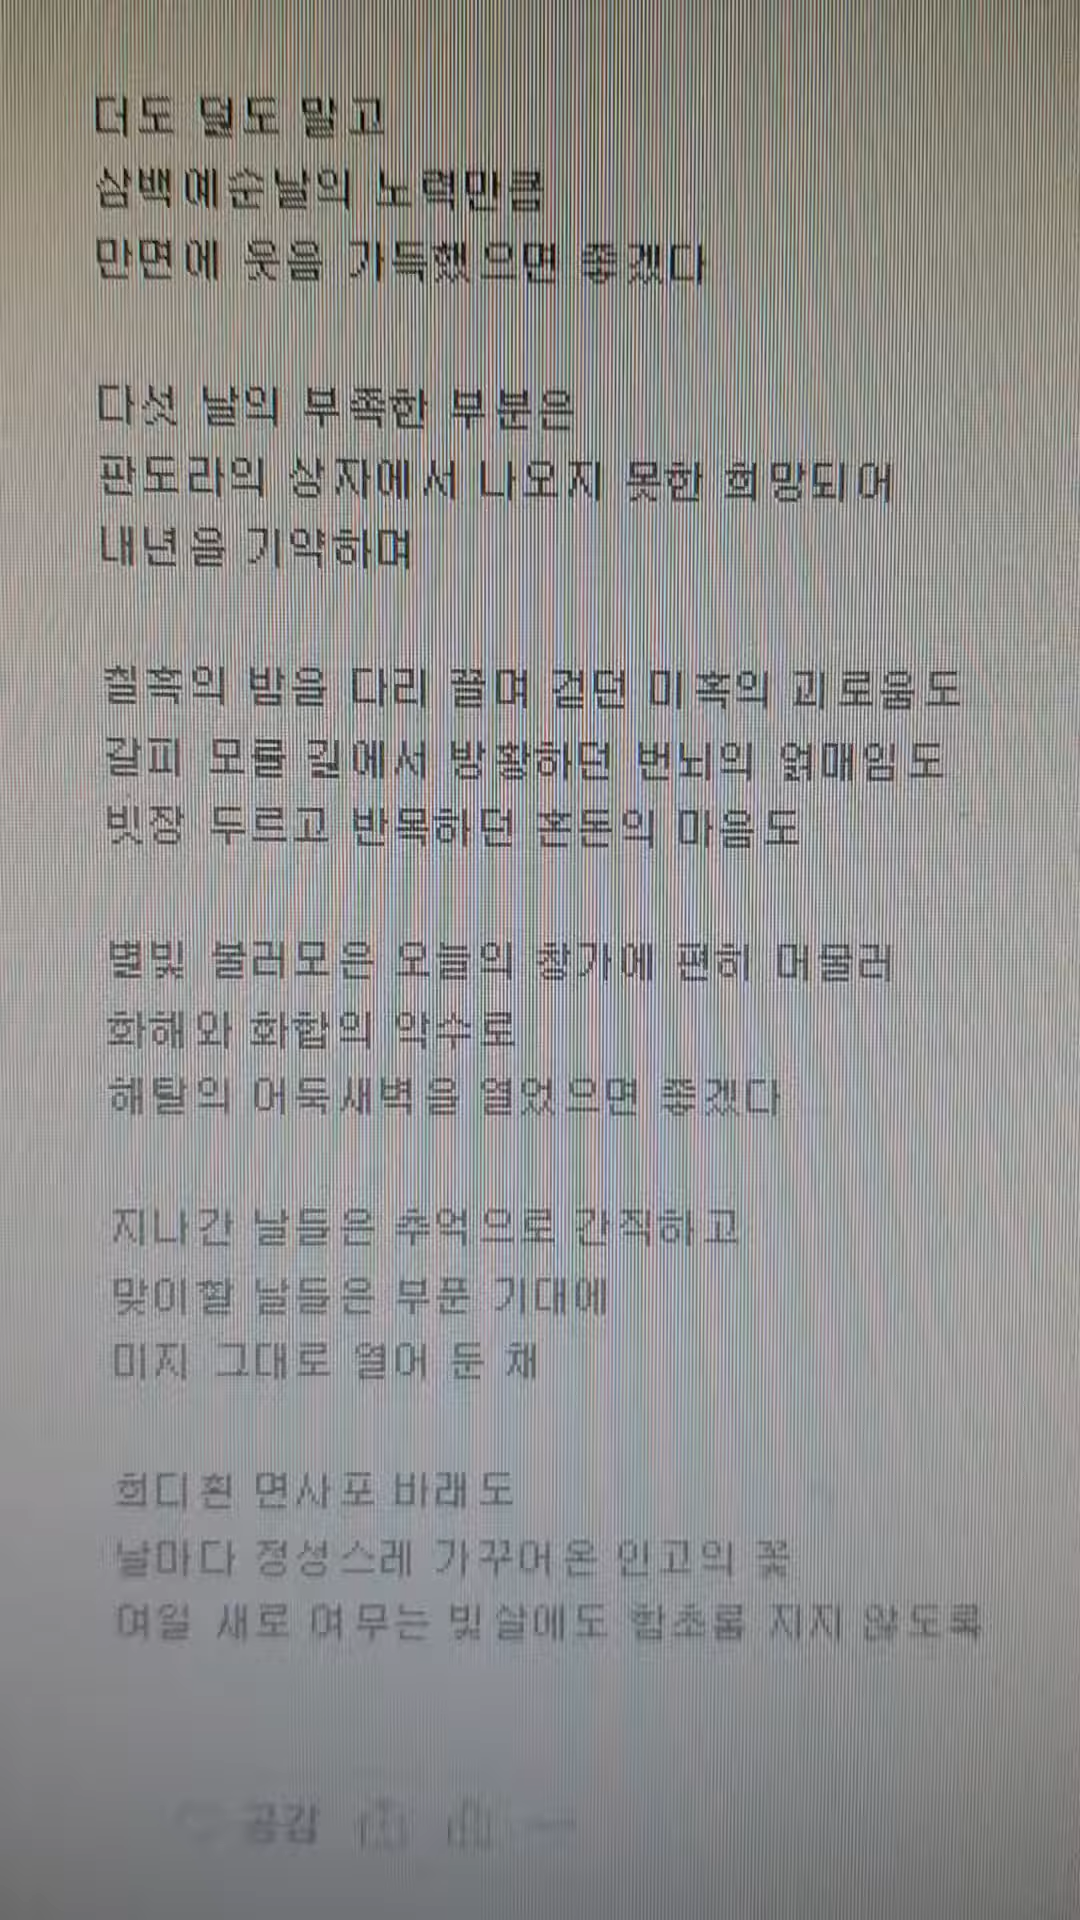 더도 덜도 말고
삼백예순날의 노력만큼
만면에 웃음 가득했으면 좋겠다
다섯 날의 부족한 부분은
판도라의 상자에서 나오지 못한 희망되어
내년을 기약하며
칠흑의 밤을 다리 끌며 걷던 미혹의 괴로움도
갈피 모를 길에서 방황하던 번뇌의 얽매임도
빗장 두르고 반목하던 혼돈의 마음도
별빛 불러모은 오늘의 창가에 편히 머물러
화해와 화합의 악수로
해탈의 어둑새벽을 열었으면 좋겠다
지나간 날들은 추억으로 간직하고
맞이할 날들은 부푼 기대에
미지 그대로 열어 둔 채
희디흰 면사포 바래도
날마다 정성스레 가꾸어온 인고의 꽃
여일 새로 여무는 빛살에도 함초롬 지지 않도록
공감